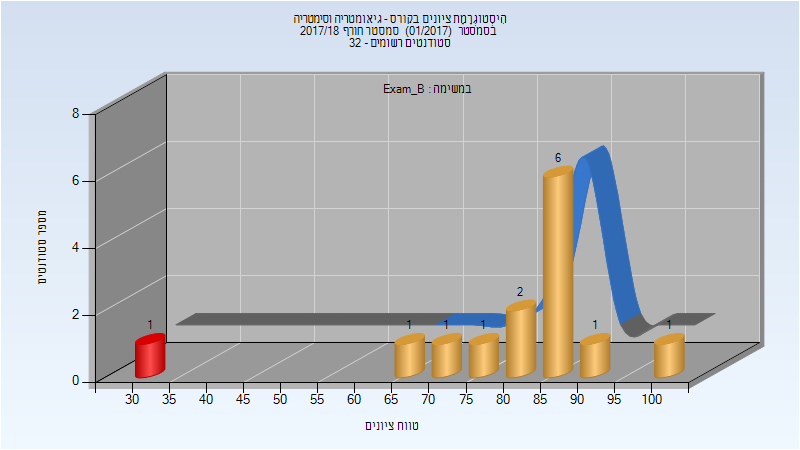 היסטוגרמת ציונים בקורס - גיאומטריה וסימטריה
בסמסטר (01/2017) סמסטר חורף 2017/18
סטודנטים רשומים - 32
במשימה : Exam_B
מספר סטודנטים
8
6
4
2
0
1
1
1
1
2
6
1
1
30 35 40 45 50 55 60 65 70 75 80 85 90 95 100
טווח ציונים